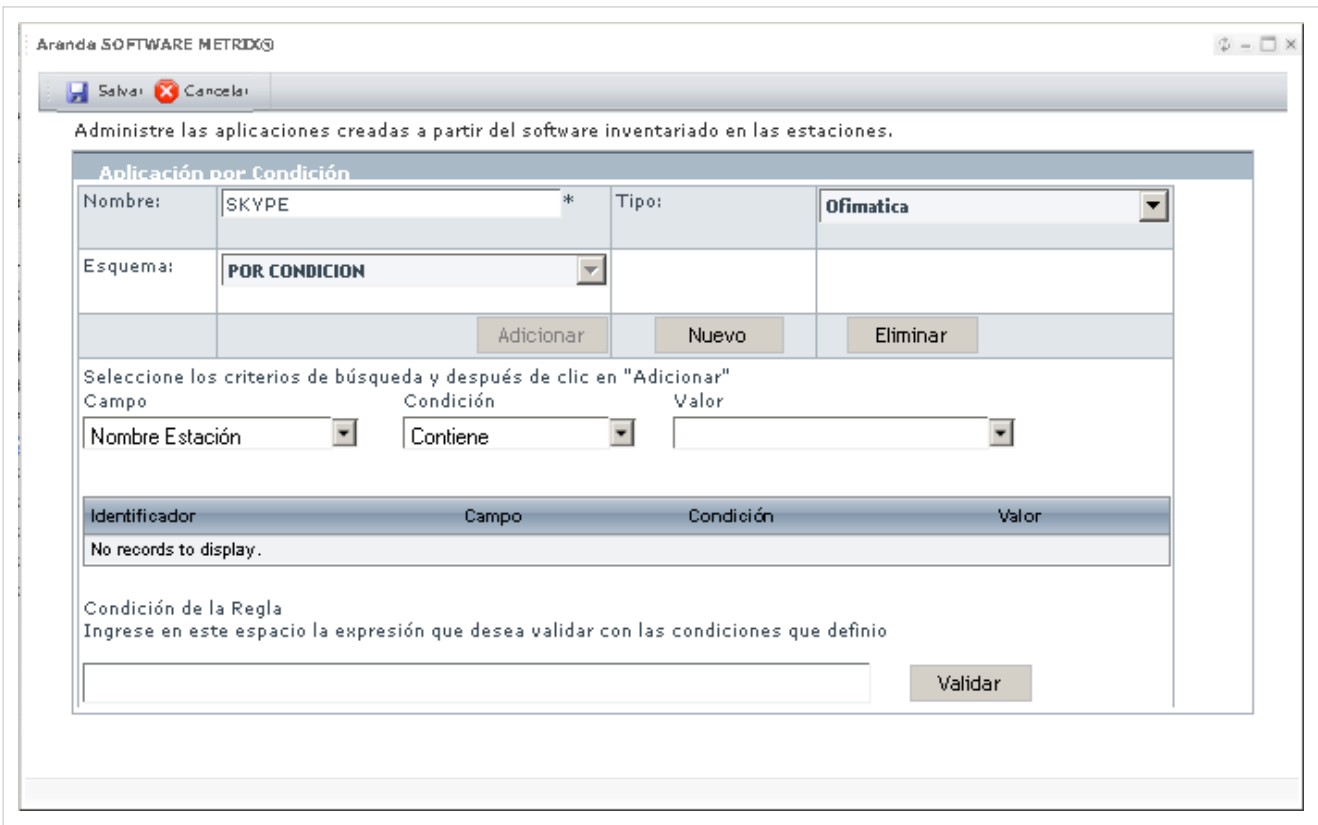 Aranda SOFTWARE METRIX®
Salvar Cancelar
Administre las aplicaciones creadas a partir del software inventariado en las estaciones.
Aplicación por Condición
Nombre: SKYPE * Tipo: Ofimatica
Esquema: POR CONDICION
Adicionar Nuevo Eliminar
Seleccione los criterios de búsqueda y después de clic en "Adicionar"
Campo Condición Valor
Nombre Estación Contiene
Identificador Campo Condición Valor
No records to display.
Condición de la Regla
Ingrese en este espacio la expresión que desea validar con las condiciones que definio
Validar